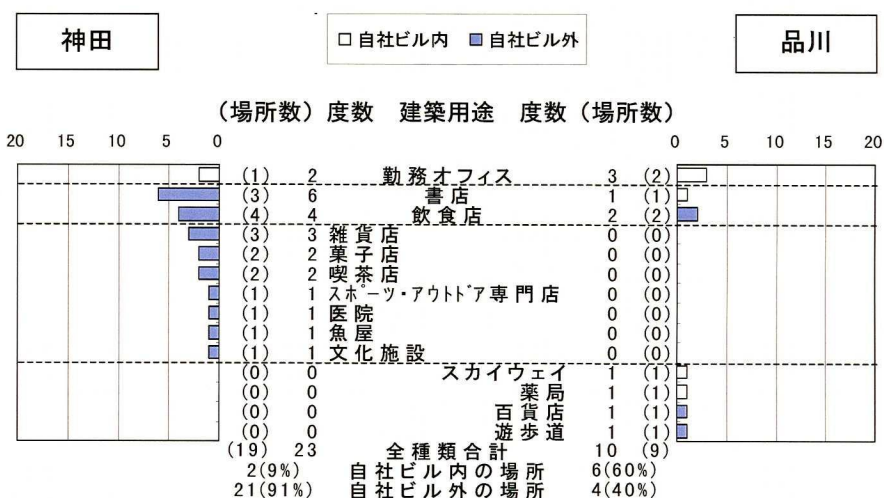 神田 □自社ビル内 ■自社ビル外 品川
(場所数) 度数 建築用途 度数 (場所数)
20 15 10 5 0 0 5 10 15 20
(1) 2 勤務オフィス 3 (2)
(3) 6 書店 1 (1)
(4) 4 飲食店 2 (2)
(3) 3 雑貨店 0 (0)
(2) 2 菓子店 0 (0)
(2) 2 喫茶店 0 (0)
(1) 1 スポーツ・アウトドア専門店 0 (0)
(1) 1 医院 0 (0)
(1) 1 魚屋 0 (0)
(1) 1 文化施設 0 (0)
(0) 0 スカイウェイ 1 (1)
(0) 0 薬局 1 (1)
(0) 0 百貨店 1 (1)
(0) 0 遊歩道 1 (1)
(19) 23 全種類合計 10 (9)
2(9%) 自社ビル内の場所 6(60%)
21(91%) 自社ビル外の場所 4(40%)